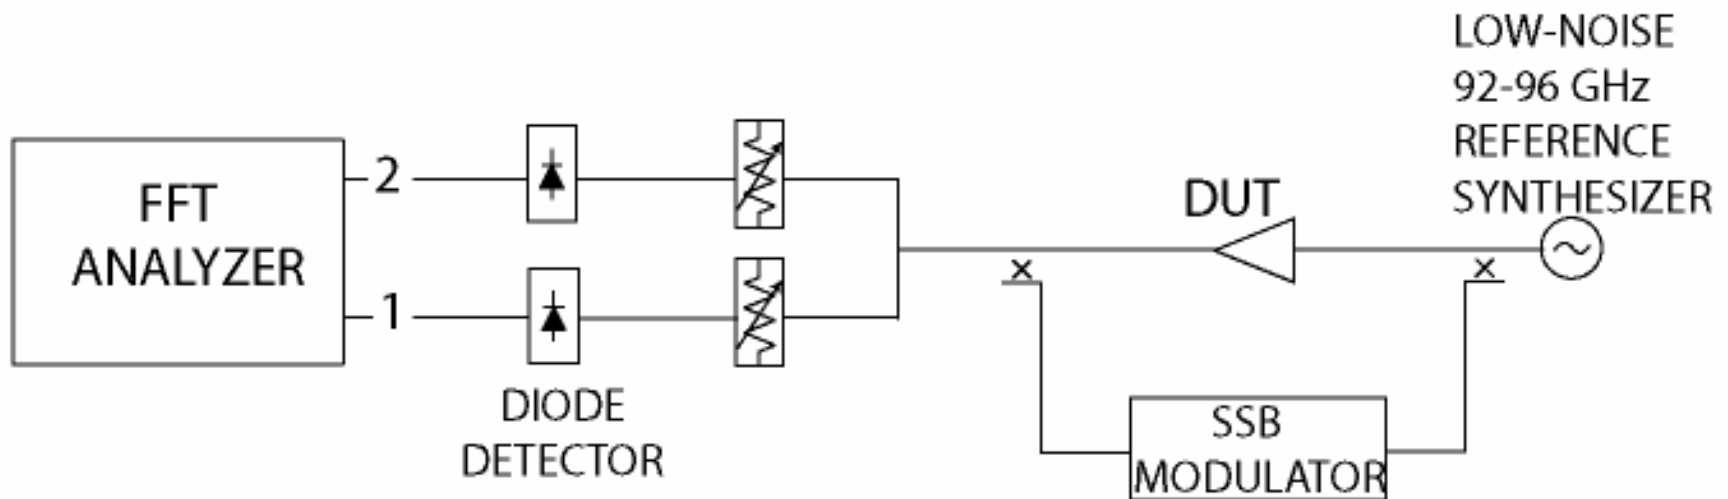 LOW-NOISE
92-96 GHz
REFERENCE
SYNTHESIZER
DUT
2
FFT
ANALYZER
1
DIODE
DETECTOR
SSB
MODULATOR